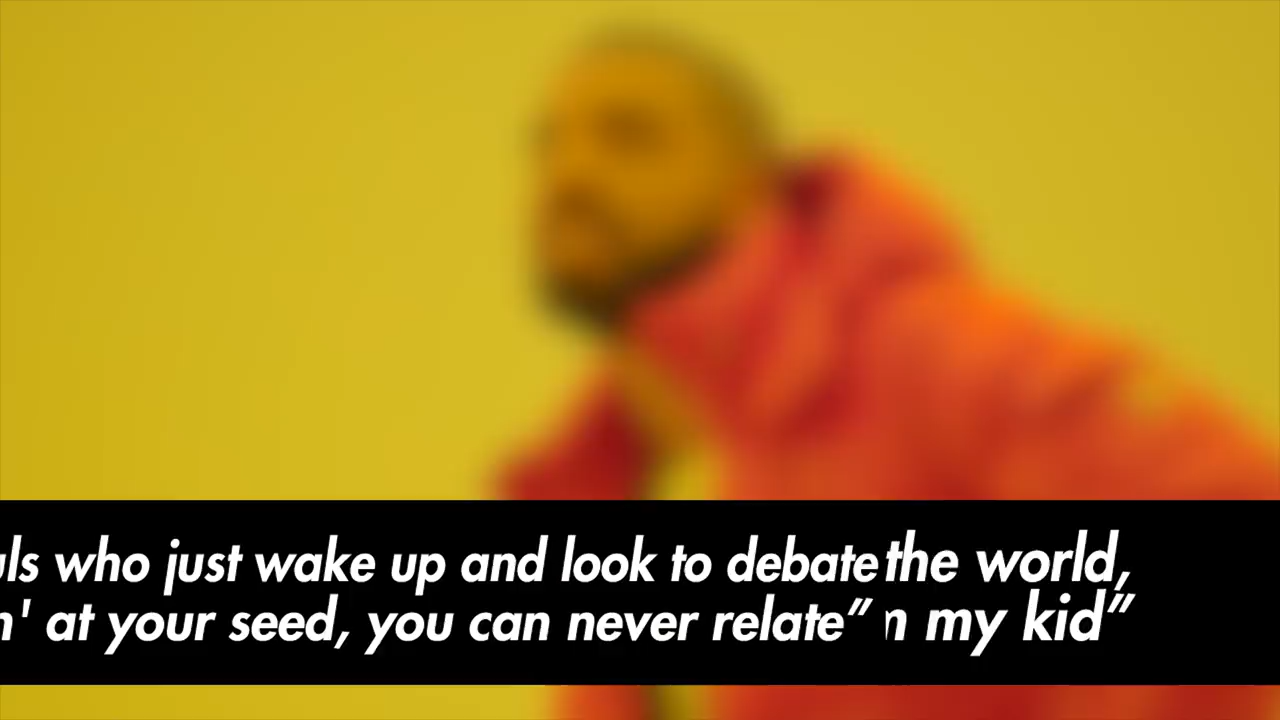 who just wake up and look to debate the world,
at your seed, you can never relate” my kid”